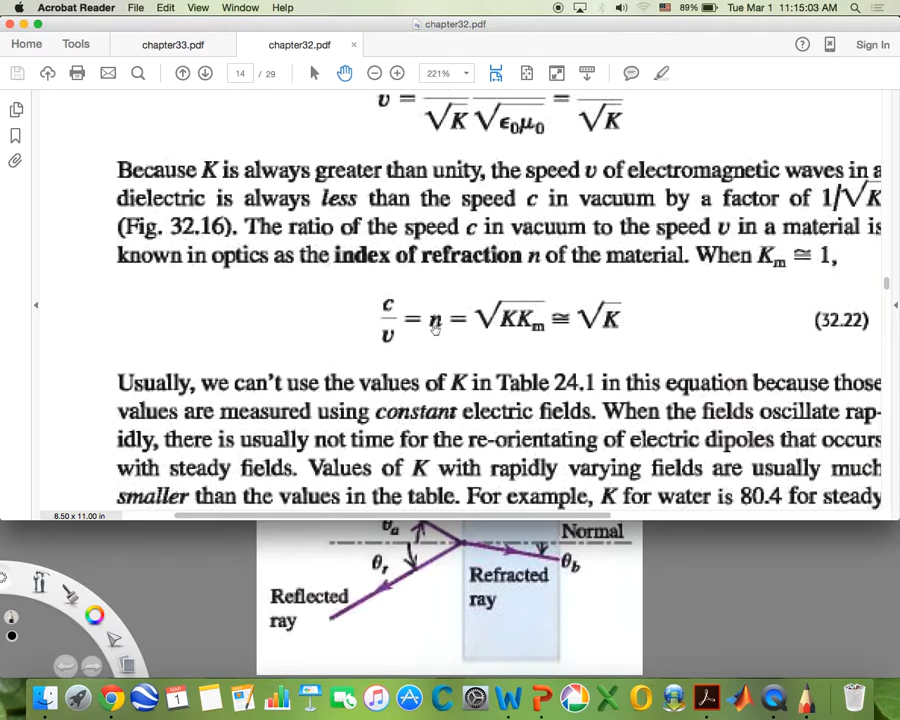 Acrobat Reader File Edit View Window Help 89% Tue Mar 1 11:15:03 AM
chapter32.pdf
Home Tools chapter33.pdf chapter32.pdf × ? Sign In
14 / 29 221%
v = √K √ϵ₀μ₀ = √K
Because K is always greater than unity, the speed v of electromagnetic waves in a
dielectric is always less than the speed c in vacuum by a factor of 1/√K
(Fig. 32.16). The ratio of the speed c in vacuum to the speed v in a material is
known in optics as the index of refraction n of the material. When Kₘ ≅ 1,
c/v = n = √KKₘ ≅ √K (32.22)
Usually, we can't use the values of K in Table 24.1 in this equation because those
values are measured using constant electric fields. When the fields oscillate rap-
idly, there is usually not time for the re-orientating of electric dipoles that occurs
with steady fields. Values of K with rapidly varying fields are usually much
smaller than the values in the table. For example, K for water is 80.4 for steady
8.50 x 11.00 in
θa Normal
θr θb
Reflected
ray
Refracted
ray